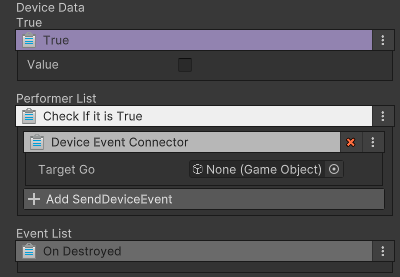 Device Data
True
True
Value
Performer List
Check If it is True
Device Event Connector
Target Go
None (Game Object)
Add SendDeviceEvent
Event List
On Destroyed